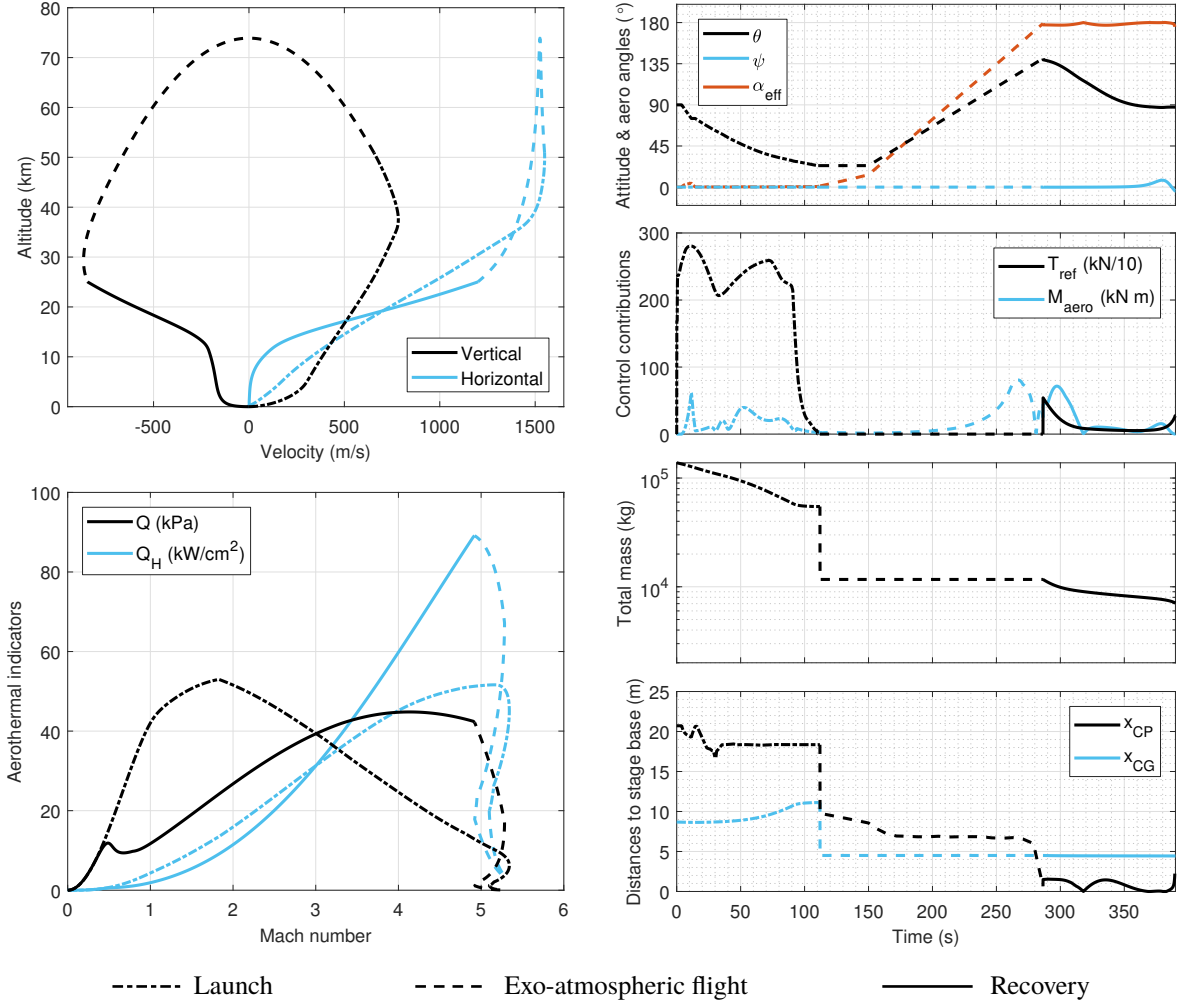 80
70
60
50
40
30
20
10
0
Altitude (km)
-500
0
500
1000
1500
Velocity (m/s)
Vertical
Horizontal
180
135
90
45
0
Attitude & aero angles (°)
θ
ψ
α_eff
300
200
100
0
Control contributions
T_ref (kN/10)
M_aero (kN m)
10^5
10^4
Total mass (kg)
100
80
60
40
20
0
Aerothermal indicators
0
1
2
3
4
5
6
Mach number
Q (kPa)
Q_H (kW/cm²)
25
20
15
10
5
0
Distances to stage base (m)
x_CP
x_CG
0
50
100
150
200
250
300
350
Time (s)
Launch
Exo-atmospheric flight
Recovery